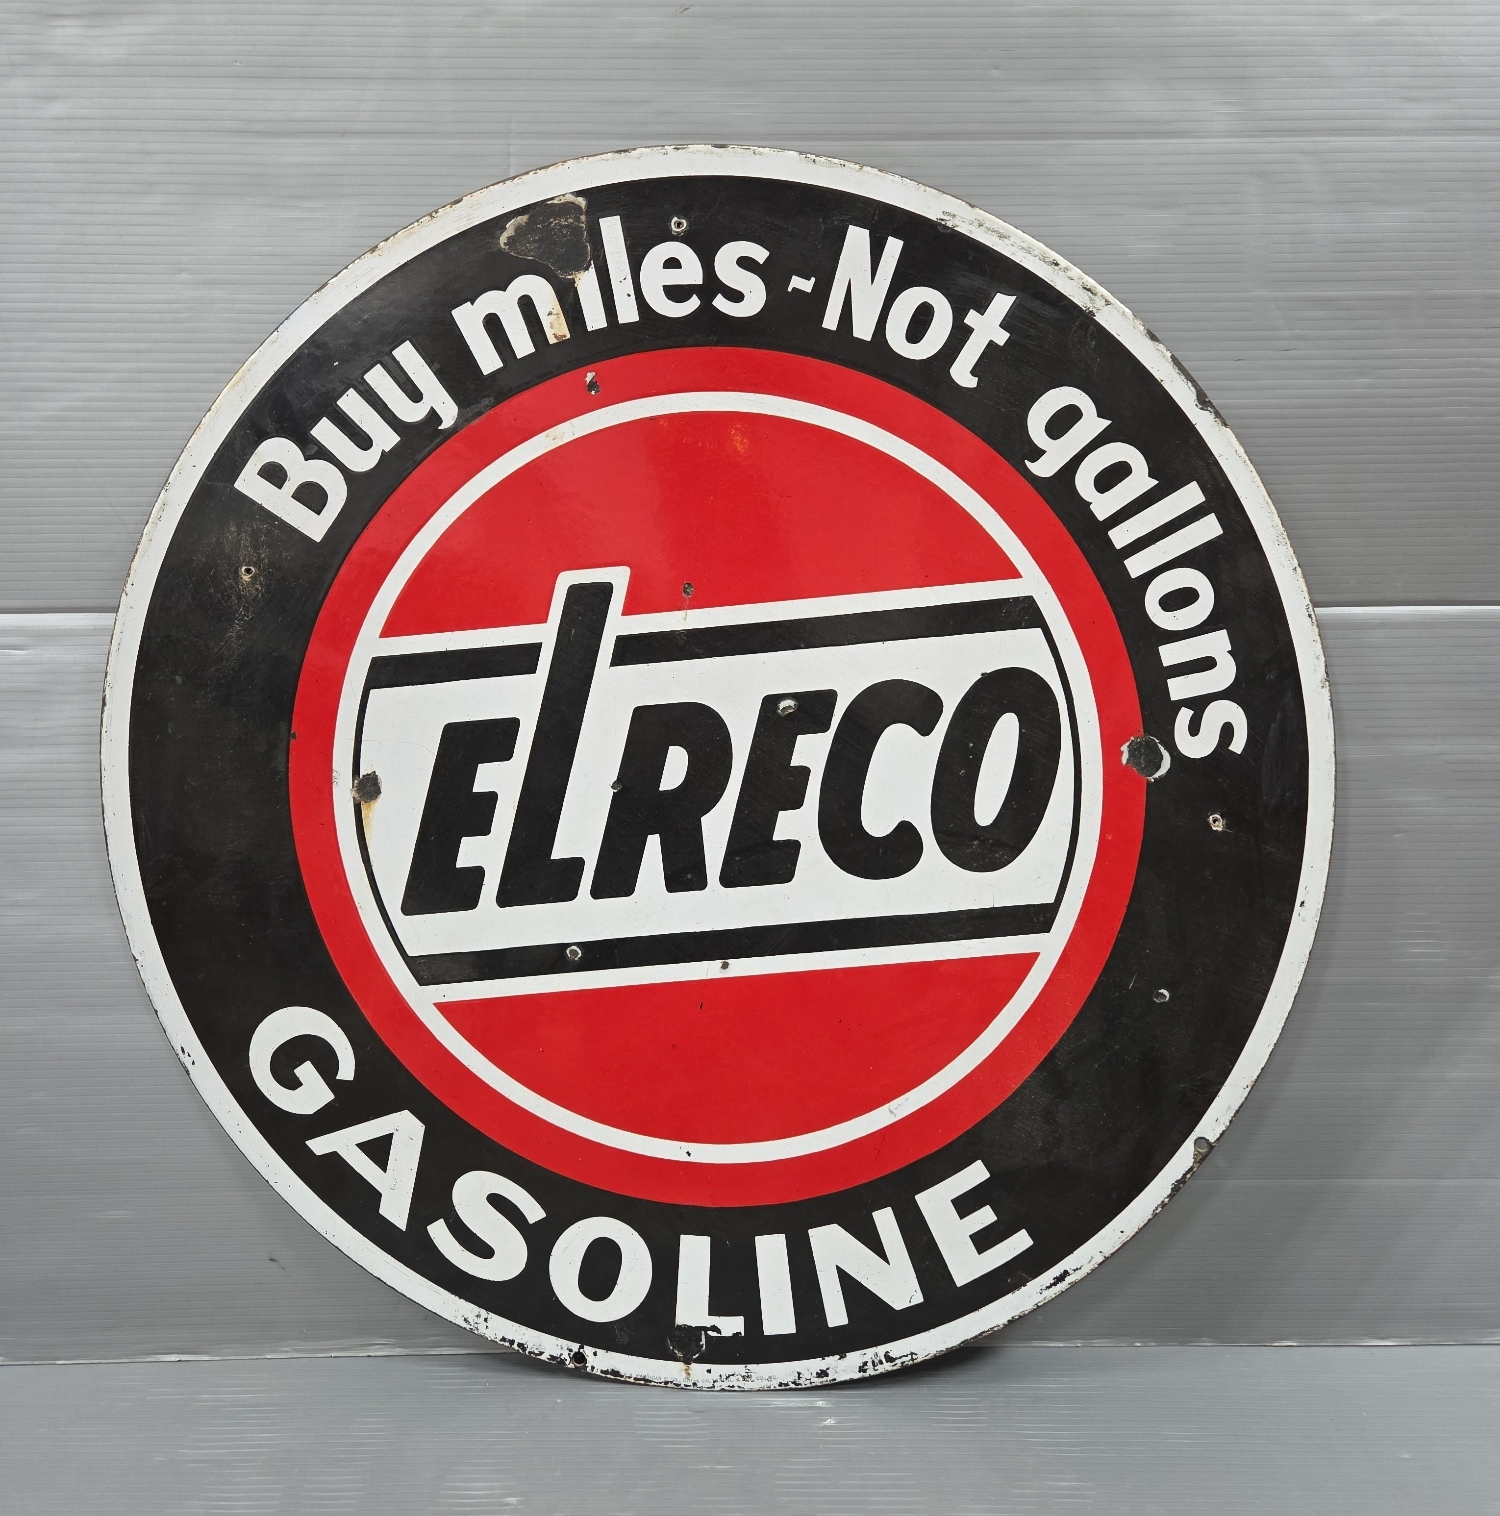 Buy miles - Not gallons
ELRECO
GASOLINE